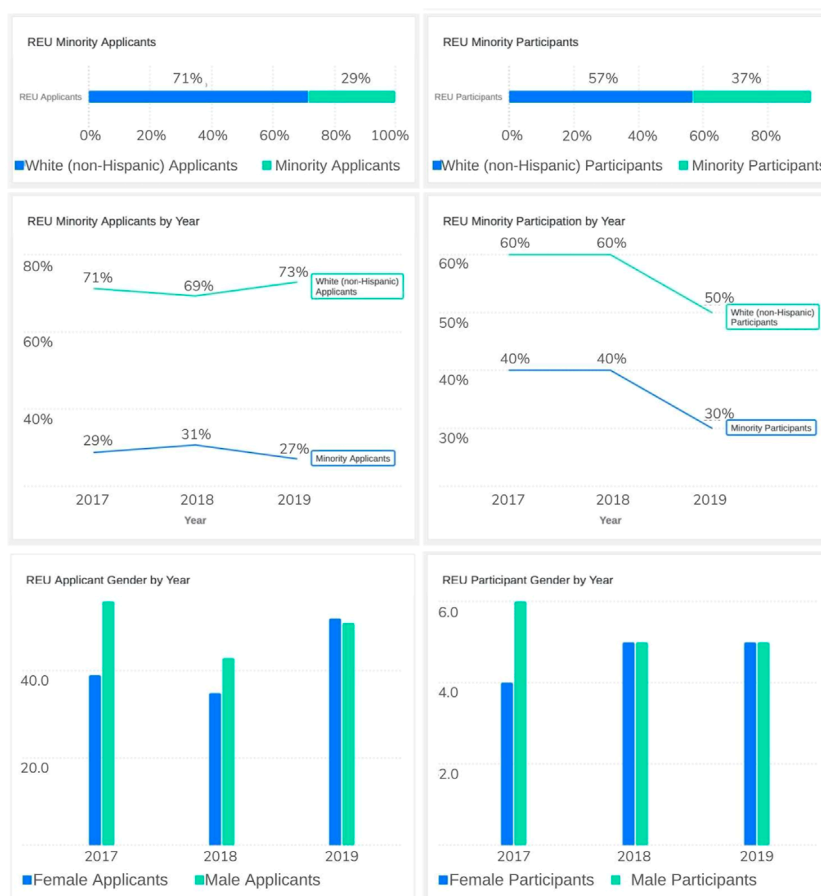 REU Minority Applicants
71%
29%
REU Applicants
0%
20%
40%
60%
80%
100%
White (non-Hispanic) Applicants
Minority Applicants
REU Minority Participants
57%
37%
REU Participants
0%
20%
40%
60%
80%
White (non-Hispanic) Participants
Minority Participants
REU Minority Applicants by Year
80%
71%
69%
73%
White (non-Hispanic)
Applicants
60%
40%
29%
31%
27%
Minority Applicants
2017
2018
2019
Year
REU Minority Participation by Year
60%
60%
60%
50%
White (non-Hispanic)
Participants
50%
40%
40%
40%
30%
Minority Participants
30%
2017
2018
2019
Year
REU Applicant Gender by Year
40.0
20.0
2017
2018
2019
Female Applicants
Male Applicants
REU Participant Gender by Year
6.0
4.0
2.0
2017
2018
2019
Female Participants
Male Participants